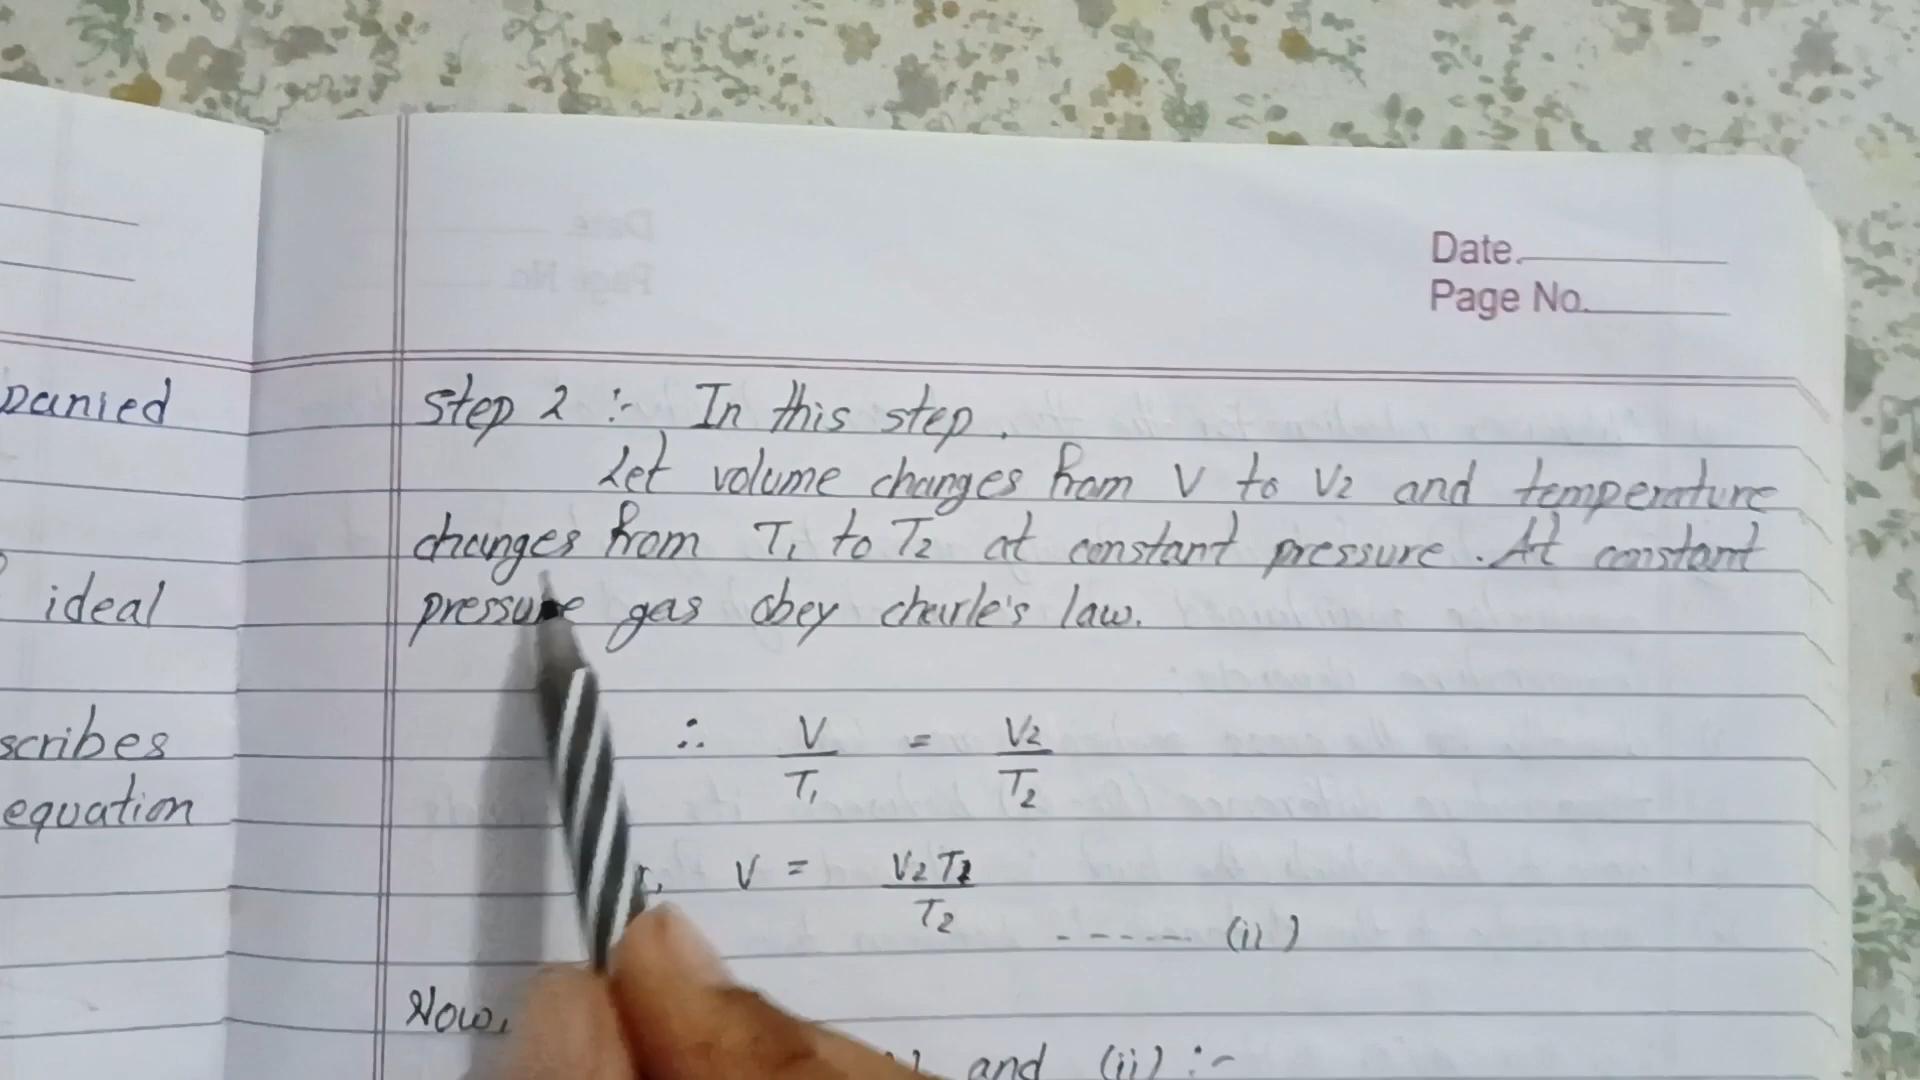 Date.
Page No.
panied
ideal
scribes
equation
Step 2 :- In this step,
Let volume changes from V to V2 and temperature
changes from T1 to T2 at constant pressure. At constant
pressure gas obey charle's law.
∴ V/T1 = V2/T2
V = V2 T2/T2 ------ (ii)
Now,
and (ii) :-